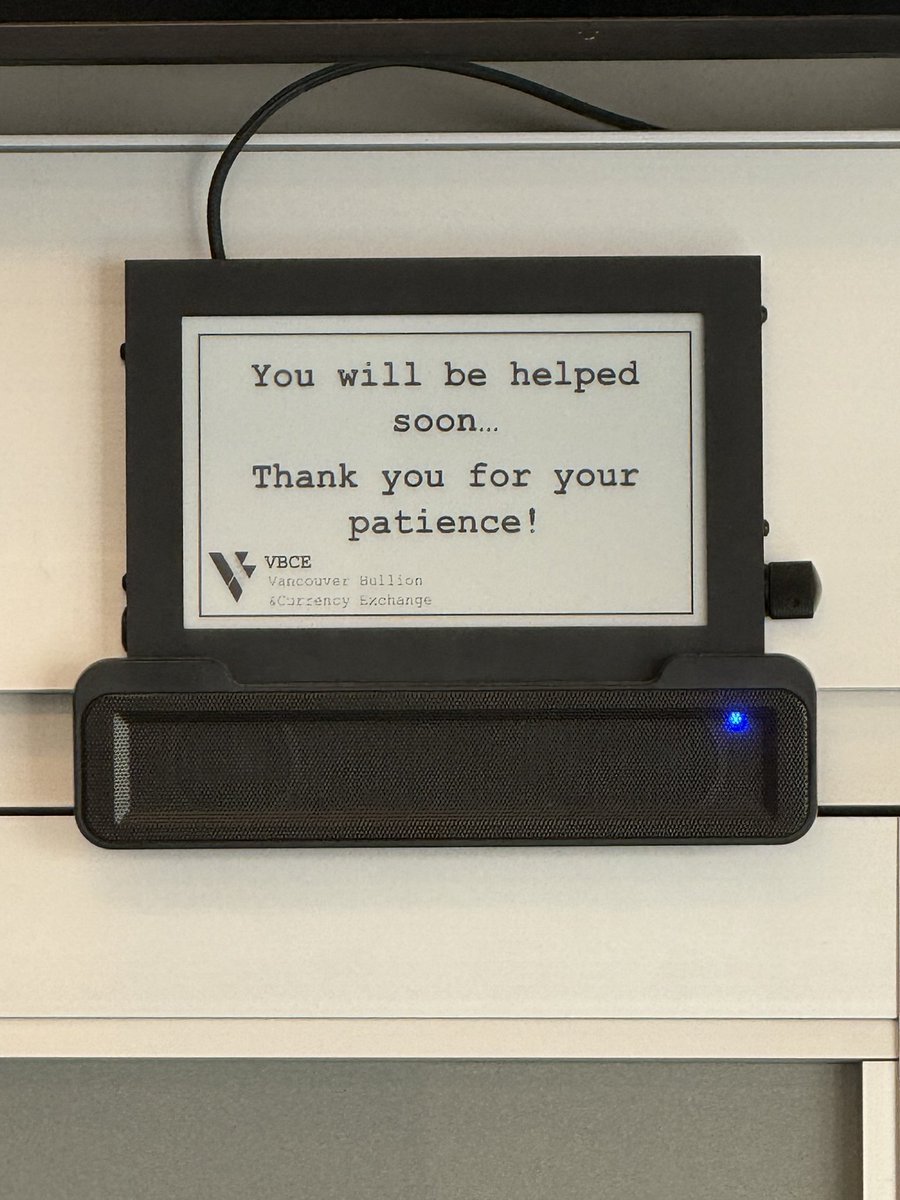 You will be helped
soon…
Thank you for your
patience!
VBCE
Vancouver Bullion
&Currency Exchange